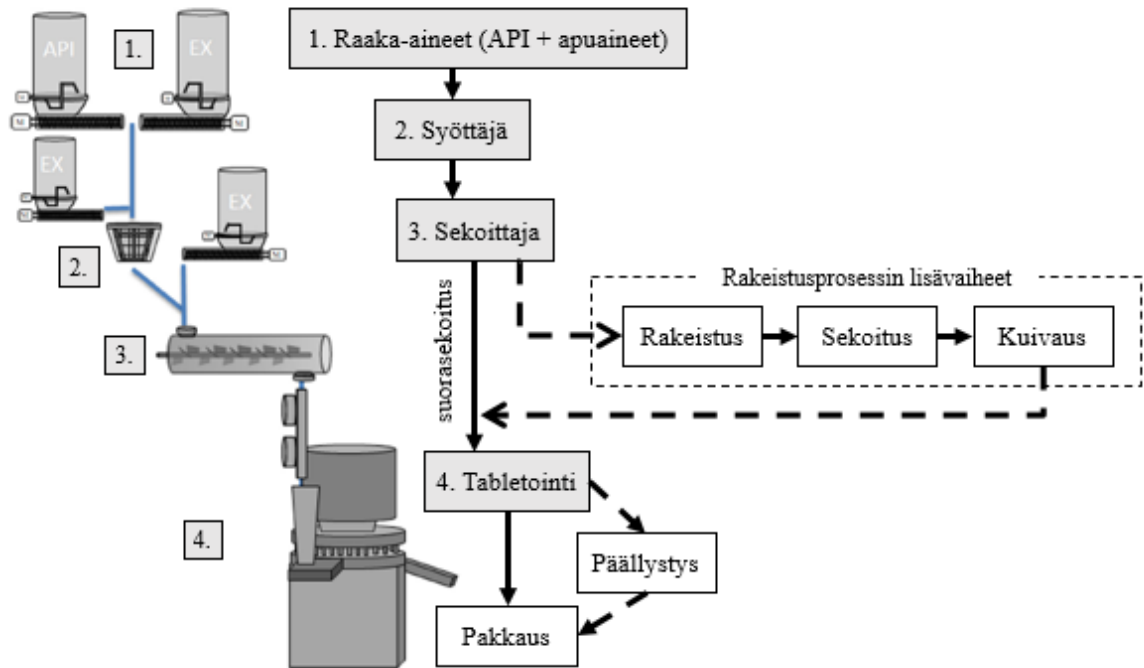 API
EX
1.
EX
EX
2.
3.
4.
1. Raaka-aineet (API + apuaineet)
2. Syöttäjä
3. Sekoittaja
suorasekoitus
Rakeistusprosessin lisävaiheet
Rakeistus
Sekoitus
Kuivaus
4. Tabletointi
Päällystys
Pakkaus